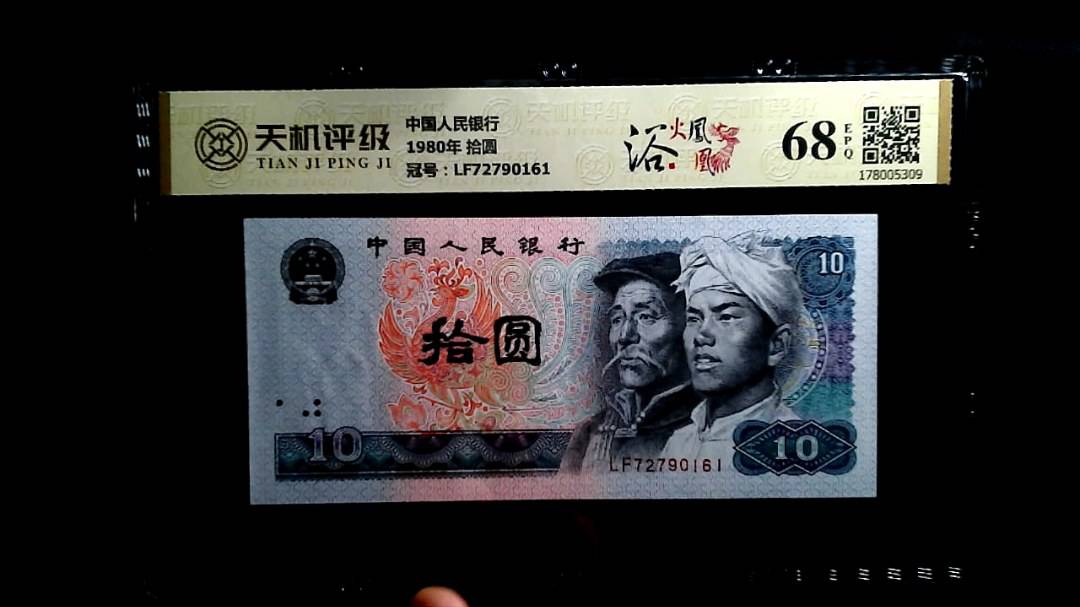 天机评级
TIAN JI PING JI
中国人民银行
1980年 拾圆
冠号：LF72790161
浴火凤凰
68
EPQ
178005309
中国人民银行
10
拾圆
10
LF72790161
10